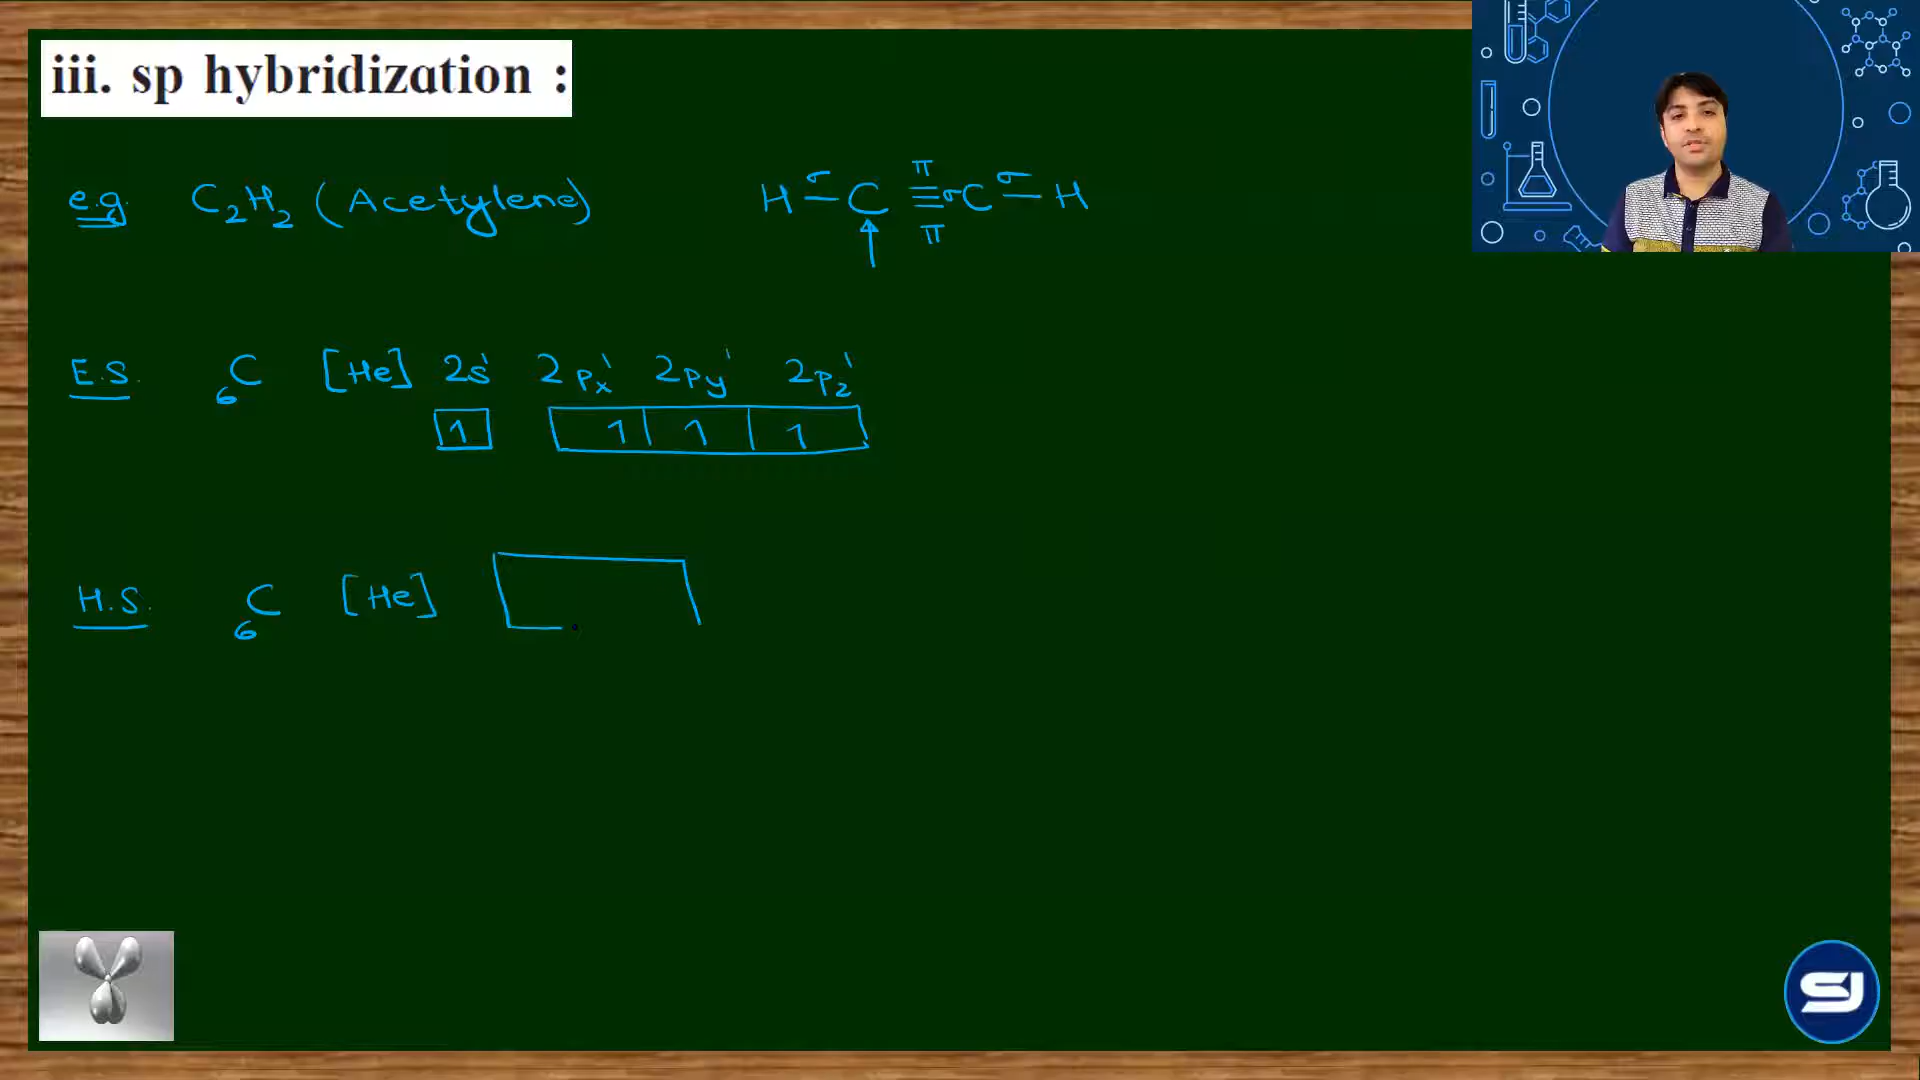 iii. sp hybridization :
e.g. C₂H₂ (Acetylene) H –σ C ≡σ C –σ H
π
π
E.S. ₆C [He] 2s¹ 2pₓ¹ 2py¹ 2pz¹
1 1 1 1
H.S. ₆C [He]
SJ